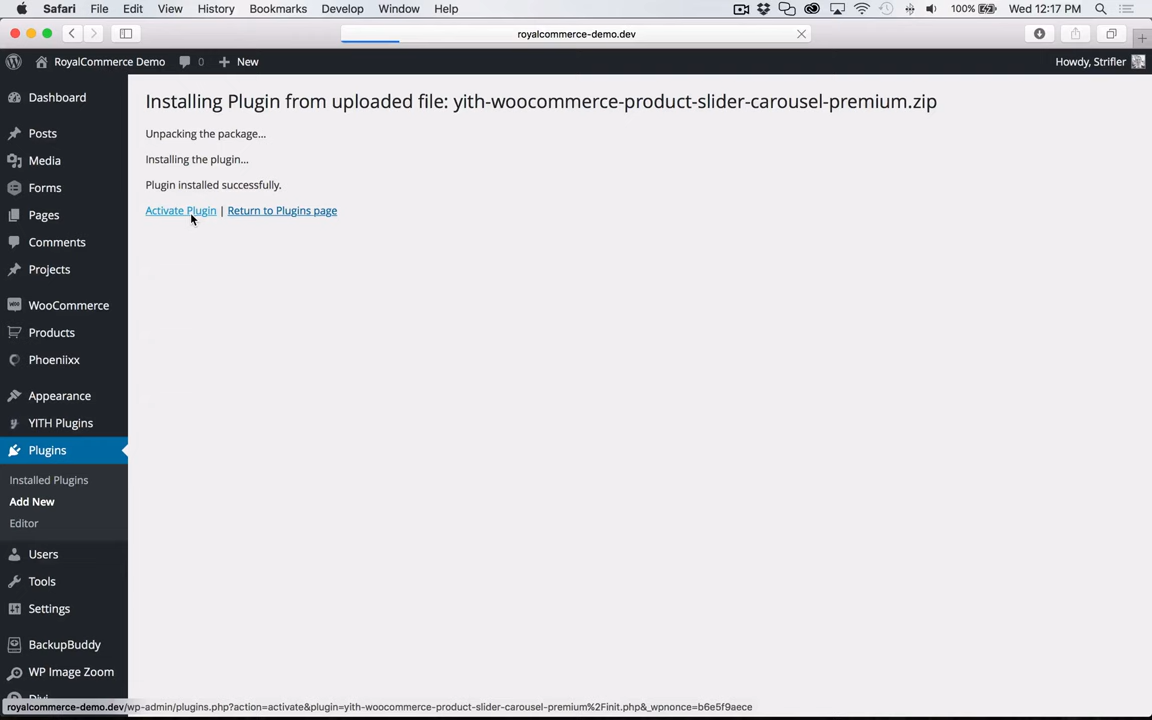 Safari File Edit View History Bookmarks Develop Window Help 100% Wed 12:17 PM
royalcommerce-demo.dev
RoyalCommerce Demo 0 New Howdy, Strifler
Dashboard
Posts
Media
Forms
Pages
Comments
Projects
WooCommerce
Products
Phoeniixx
Appearance
YITH Plugins
Plugins
Installed Plugins
Add New
Editor
Users
Tools
Settings
BackupBuddy
WP Image Zoom
Divi
Installing Plugin from uploaded file: yith-woocommerce-product-slider-carousel-premium.zip
Unpacking the package...
Installing the plugin...
Plugin installed successfully.
Activate Plugin | Return to Plugins page
royalcommerce-demo.dev/wp-admin/plugins.php?action=activate&plugin=yith-woocommerce-product-slider-carousel-premium%2Finit.php&_wpnonce=b6e5f9aece